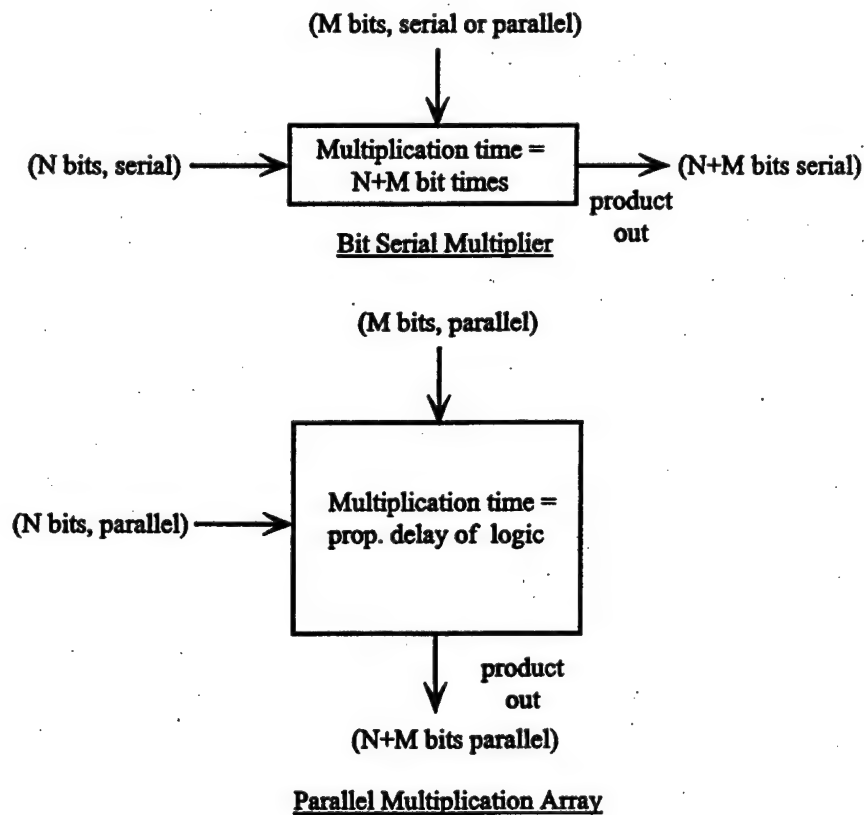 (M bits, serial or parallel)
(N bits, serial)
Multiplication time =
N+M bit times
(N+M bits serial)
product
out
Bit Serial Multiplier
(M bits, parallel)
(N bits, parallel)
Multiplication time =
prop. delay of logic
product
out
(N+M bits parallel)
Parallel Multiplication Array